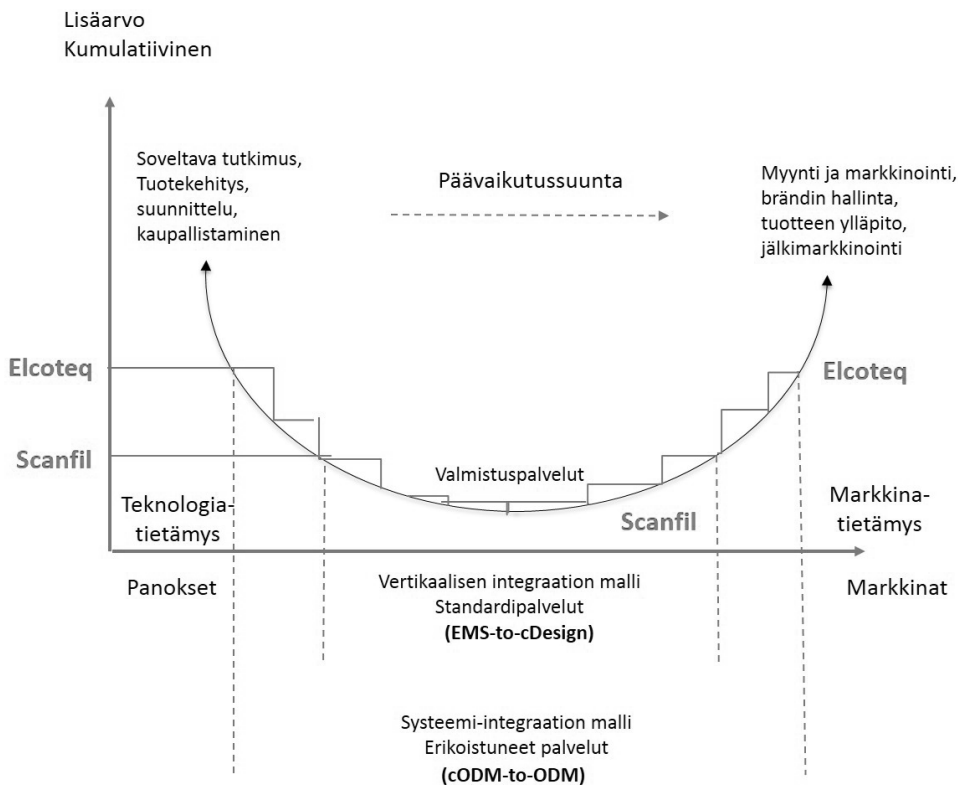 Lisäarvo
Kumulatiivinen
Soveltava tutkimus,
Tuotekehitys,
suunnittelu,
kaupallistaminen
Päävaikutussuunta
Myynti ja markkinointi,
brändin hallinta,
tuotteen ylläpito,
jälkimarkkinointi
Elcoteq
Elcoteq
Scanfil
Valmistuspalvelut
Scanfil
Teknologia-
tietämys
Markkina-
tietämys
Panokset
Vertikaalisen integraation malli
Standardipalvelut
(EMS-to-cDesign)
Markkinat
Systeemi-integraation malli
Erikoistuneet palvelut
(cODM-to-ODM)